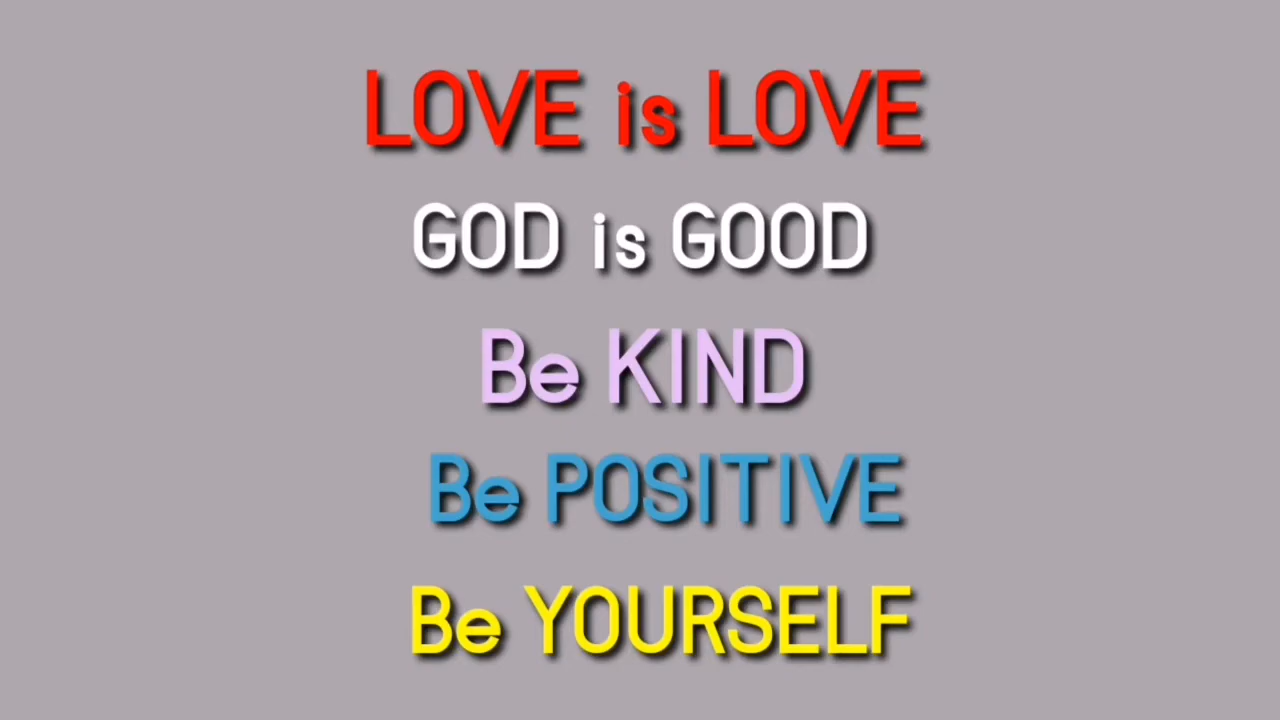 LOVE is LOVE
GOD is GOOD
Be KIND
Be POSITIVE
Be YOURSELF